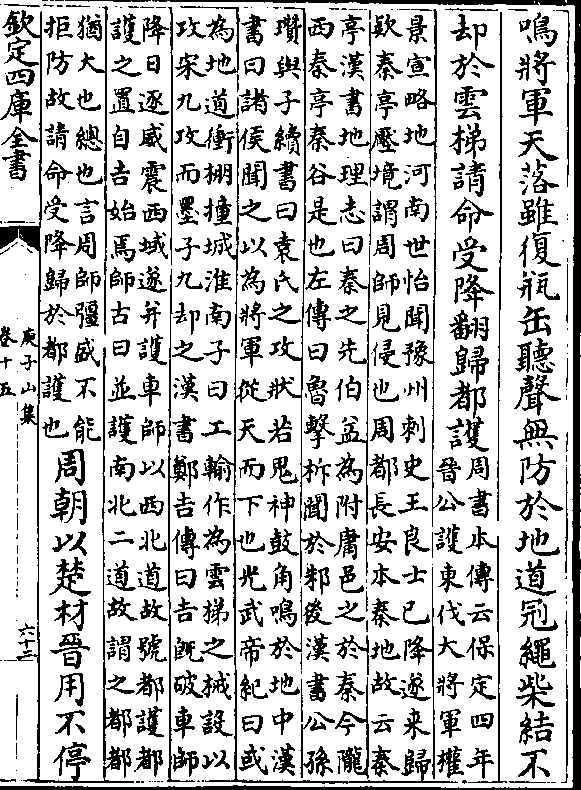 鳴將軍天落雖復瓶缶聽聲無防於地道冠繩柴結不
却於雲梯請命受降翻歸都護
周書本傳云保定四年
晉公護東伐大將軍權
景宣略地河南世怡聞豫州刺史王良士已降遂来歸
欵秦亭壓境謂周師見侵也周都長安本秦地故云秦
亭漢書地理志曰秦之先伯益為附庸邑之於秦今隴
西秦亭秦谷是也左傳曰魯擊柝聞於邾後漢書公孫
瓚與子續書曰袁氏之攻狀若鬼神鼓角鳴於地中漢
書曰諸侯聞之以為將軍從天而下也光武帝紀曰或
為地道衝棚撞城淮南子曰工輸作為雲梯之械設以
攻宋九攻而墨子九却之漢書鄭吉傳曰吉既破車師
降日逐威震西域遂并護車師以西北道故號都護都
護之置自吉始焉師古曰並護南北二道故謂之都都
猶大也總也言周師彊盛不能
拒防故請命受降歸於都護也
周朝以楚材晉用不停
欽定四庫全書
庾子山集
卷十五
六十三